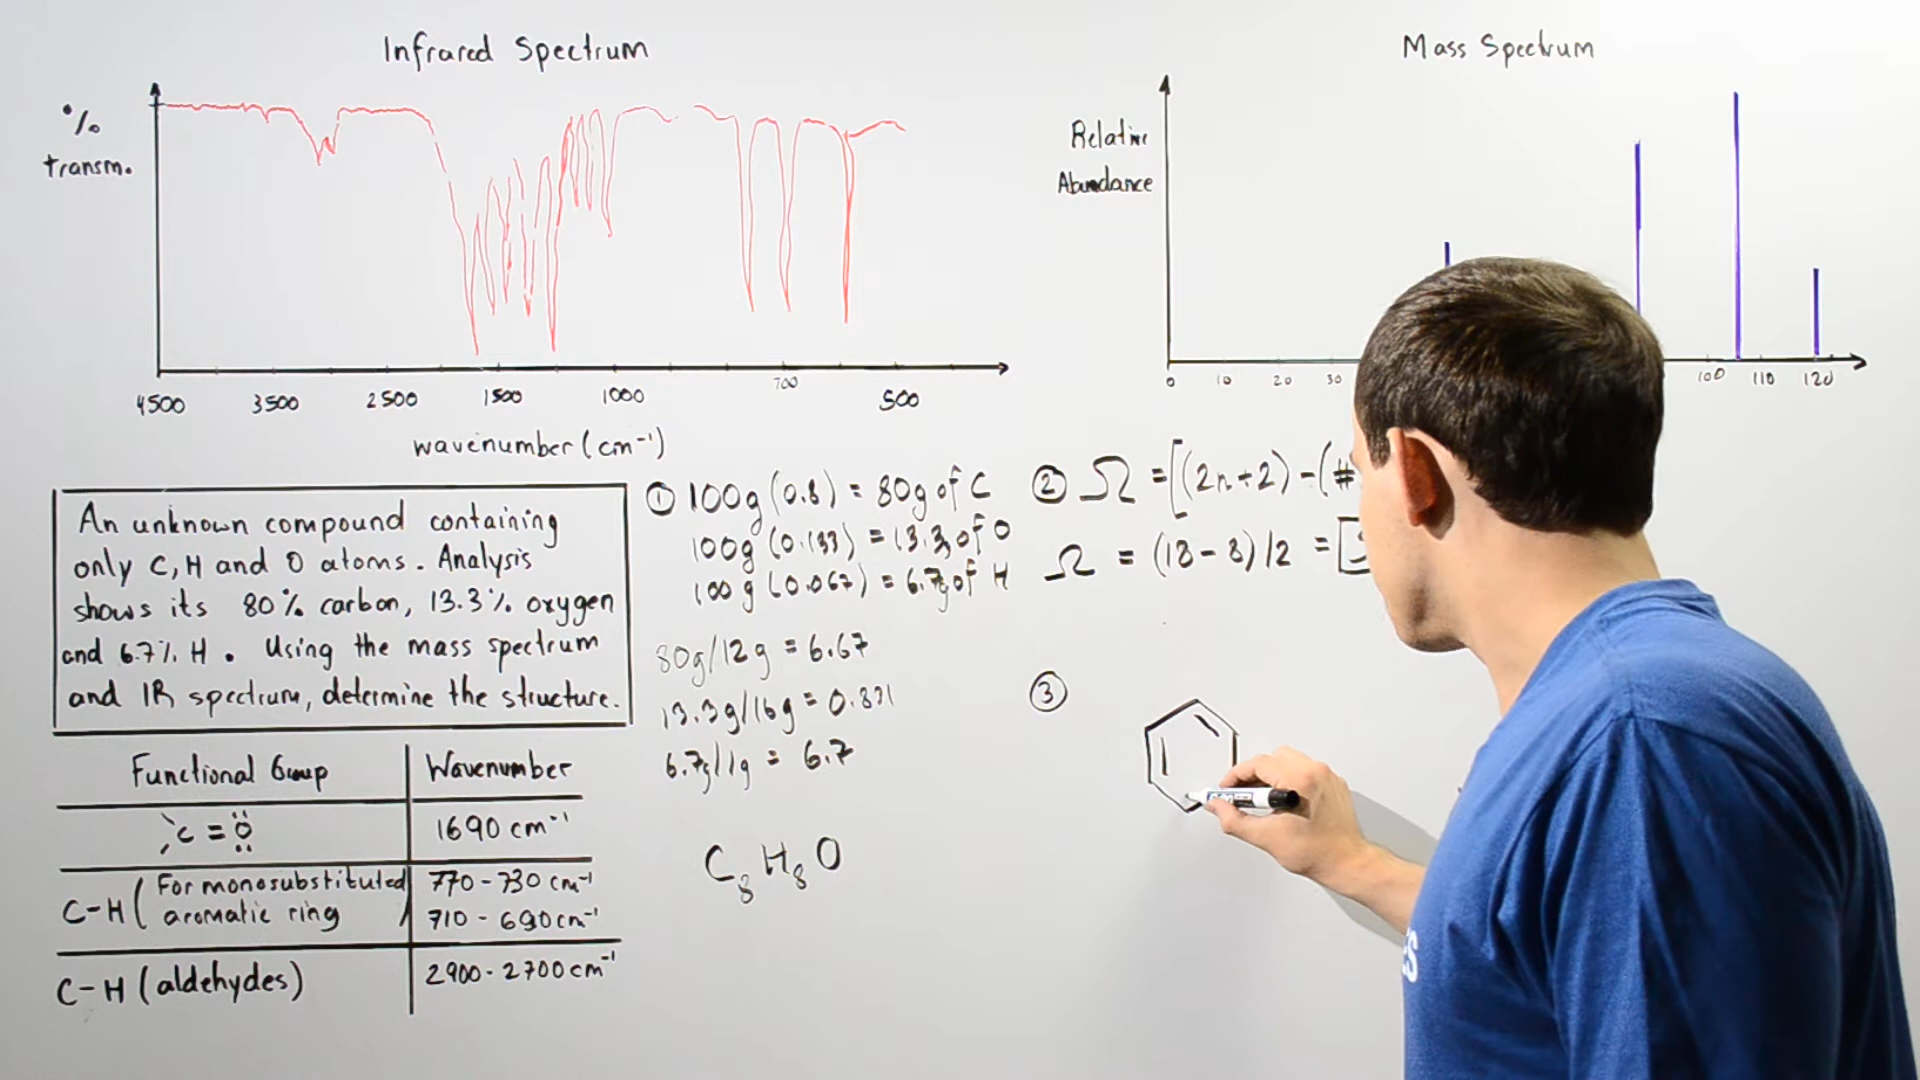 Infrared Spectrum
%
transm.
4500 3500 2500 1500 1000 700 500
wavenumber (cm⁻¹)
Mass Spectrum
Relative
Abundance
0 10 20 30 100 110 120
An unknown compound containing
only C, H and O atoms. Analysis
shows its 80% carbon, 13.3% oxygen
and 6.7% H. Using the mass spectrum
and IR spectrum, determine the structure.
Functional Group Wavenumber
C=O 1690 cm⁻¹
C-H (For monosubstituted aromatic ring) 770-730 cm⁻¹
710-690 cm⁻¹
C-H (aldehydes) 2900-2700 cm⁻¹
① 100g (0.8) = 80g of C
100g (0.133) = 13.3g of O
100g (0.067) = 6.7g of H
80g/12g = 6.67
13.3g/16g = 0.831
6.7g/1g = 6.7
C₈H₈O
② Ω = [(2n+2)-(#
Ω = (18-8)/2 =
③